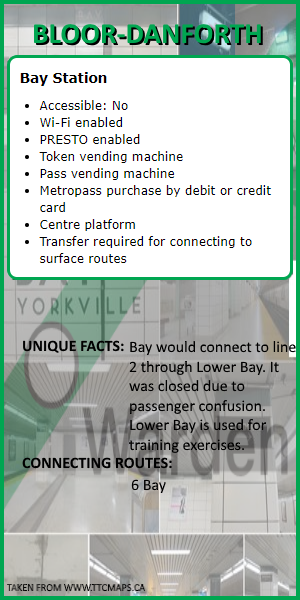 BLOOR-DANFORTH
Bay Station
Accessible: No
Wi-Fi enabled
PRESTO enabled
Token vending machine
Pass vending machine
Metropass purchase by debit or credit
card
Centre platform
Transfer required for connecting to
surface routes
YORKVILLE
UNIQUE FACTS: Bay would connect to line
2 through Lower Bay. It
was closed due to
passenger confusion.
Lower Bay is used for
training exercises.
Warden
CONNECTING ROUTES:
6 Bay
TAKEN FROM WWW.TTCMAPS.CA